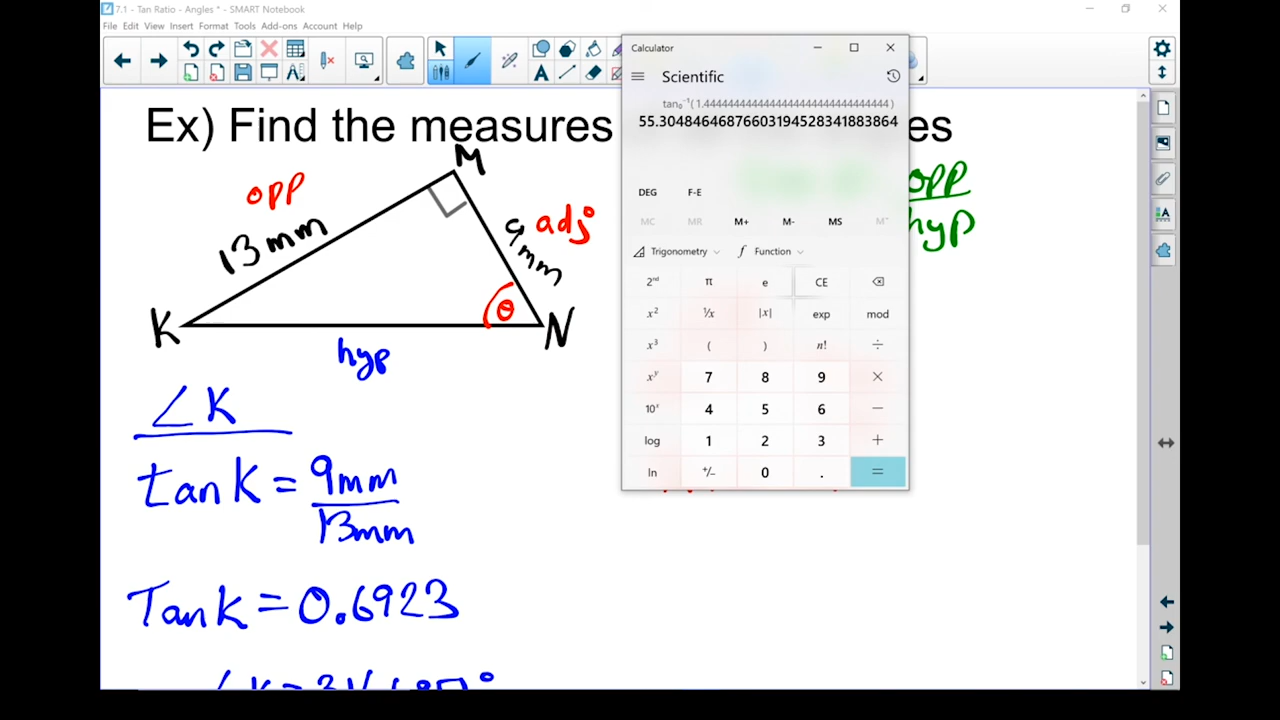 7.1 - Tan Ratio - Angles * - SMART Notebook
File Edit View Insert Format Tools Add-ons Account Help
Calculator
Scientific
tan₀⁻¹( 1.4444444444444444444444444444444 )
55.304846468766031945283418838 64
Ex) Find the measures
M
opp
opp
hyp
13mm
9mm
adj
DEG F-E
MC MR M+ M- MS M˅
Trigonometry Function
2nd π e CE
x² ¹/x |x| exp mod
x³ ( ) n! ÷
xʸ 7 8 9 ×
10ˣ 4 5 6 −
log 1 2 3 +
ln +/− 0 . =
K
θ
N
hyp
∠K
tan K = 9mm
13mm
Tan K = 0.6923